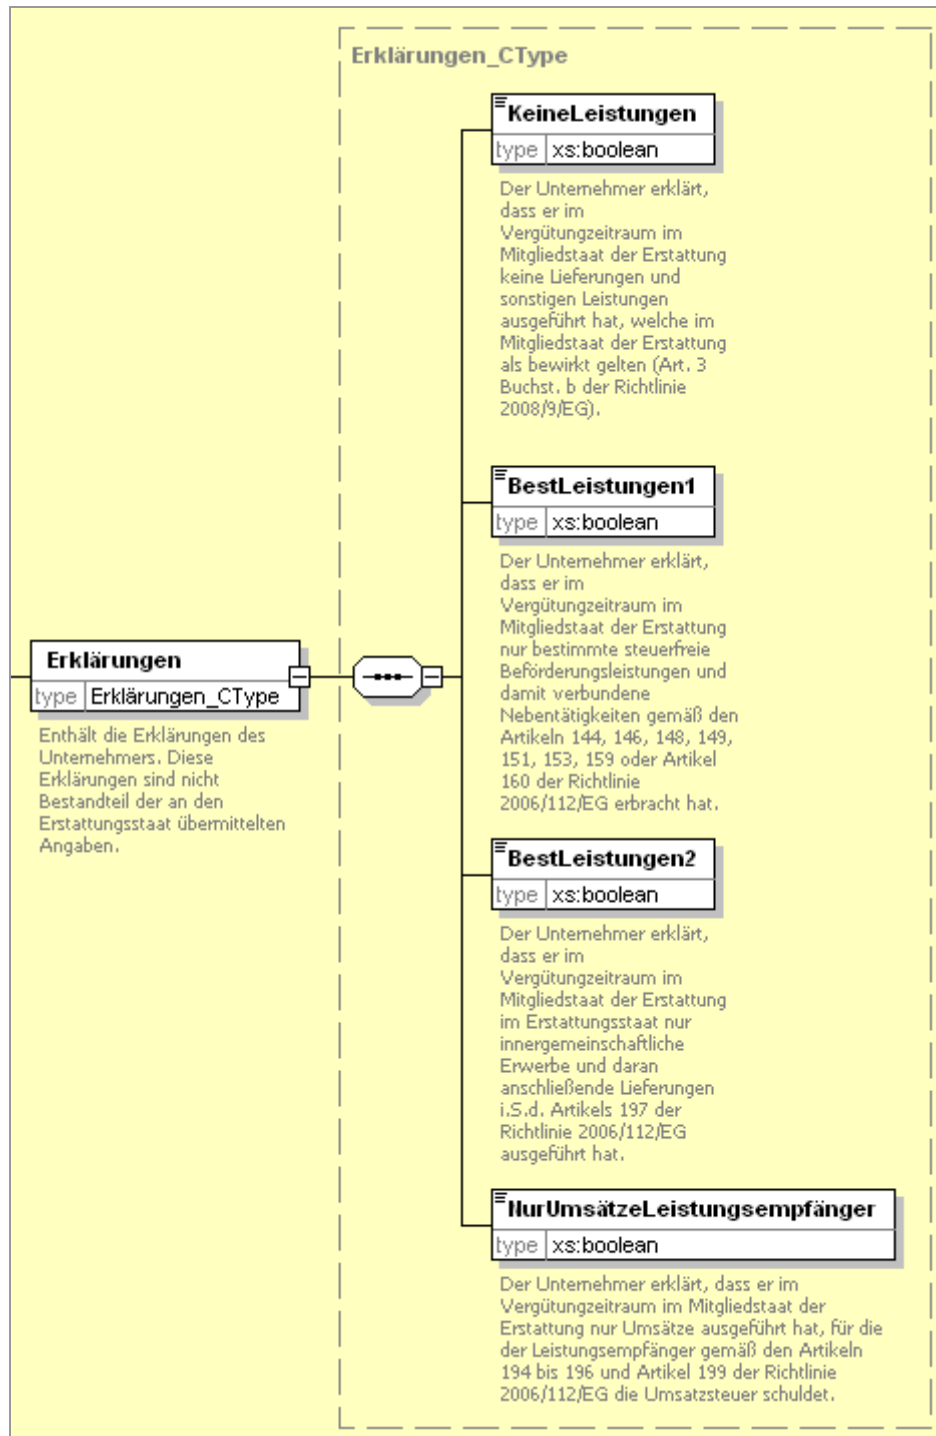 Erklärungen_CType
KeineLeistungen
type xs:boolean
Der Unternehmer erklärt,
dass er im
Vergütungzeitraum im
Mitgliedstaat der Erstattung
keine Lieferungen und
sonstigen Leistungen
ausgeführt hat, welche im
Mitgliedstaat der Erstattung
als bewirkt gelten (Art. 3
Buchst. b der Richtlinie
2008/9/EG).
BestLeistungen1
type xs:boolean
Der Unternehmer erklärt,
dass er im
Vergütungzeitraum im
Mitgliedstaat der Erstattung
nur bestimmte steuerfreie
Beförderungsleistungen und
damit verbundene
Nebentätigkeiten gemäß den
Artikeln 144, 146, 148, 149,
151, 153, 159 oder Artikel
160 der Richtlinie
2006/112/EG erbracht hat.
Erklärungen
type Erklärungen_CType
Enthält die Erklärungen des
Unternehmers. Diese
Erklärungen sind nicht
Bestandteil der an den
Erstattungsstaat übermittelten
Angaben.
BestLeistungen2
type xs:boolean
Der Unternehmer erklärt,
dass er im
Vergütungzeitraum im
Mitgliedstaat der Erstattung
im Erstattungsstaat nur
innergemeinschaftliche
Erwerbe und daran
anschließende Lieferungen
i.S.d. Artikels 197 der
Richtlinie 2006/112/EG
ausgeführt hat.
NurUmsätzeLeistungsempfänger
type xs:boolean
Der Unternehmer erklärt, dass er im
Vergütungzeitraum im Mitgliedstaat der
Erstattung nur Umsätze ausgeführt hat, für die
der Leistungsempfänger gemäß den Artikeln
194 bis 196 und Artikel 199 der Richtlinie
2006/112/EG die Umsatzsteuer schuldet.